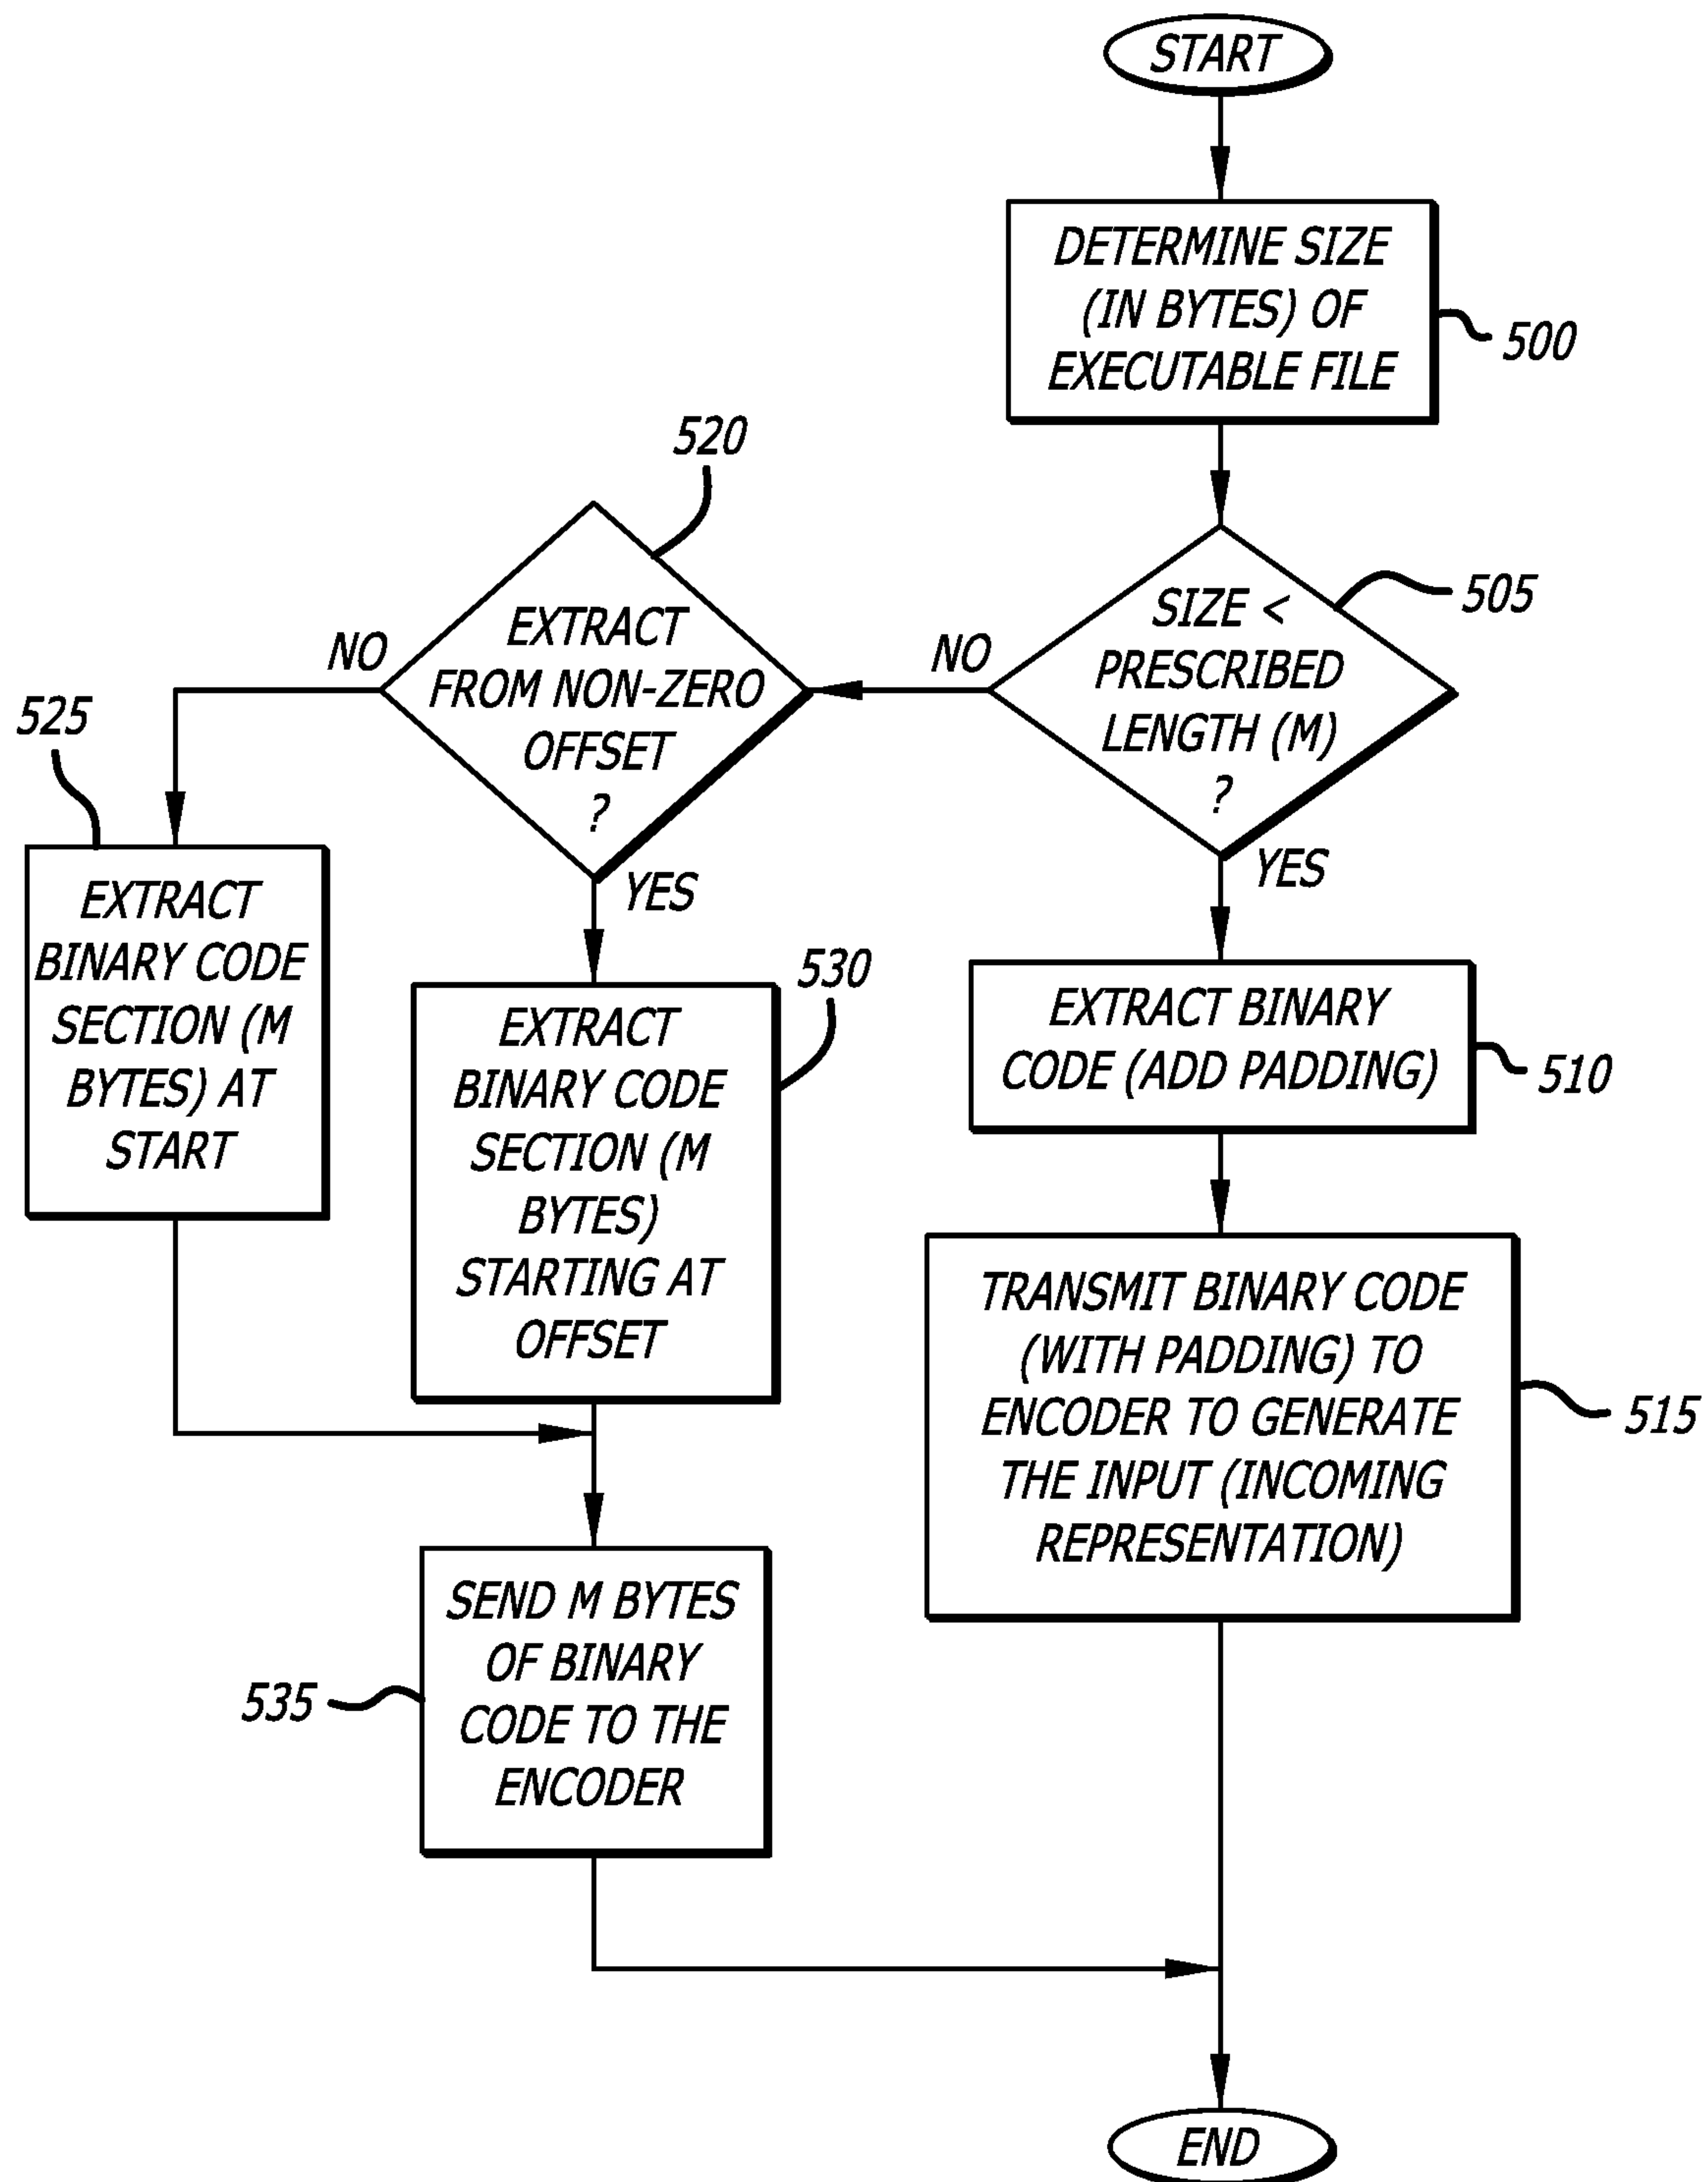 START
DETERMINE SIZE
(IN BYTES) OF
EXECUTABLE FILE
500
SIZE <
PRESCRIBED
LENGTH (M)
?
505
NO
YES
520
EXTRACT
FROM NON-ZERO
OFFSET
?
NO
YES
525
EXTRACT
BINARY CODE
SECTION (M
BYTES) AT
START
530
EXTRACT
BINARY CODE
SECTION (M
BYTES)
STARTING AT
OFFSET
EXTRACT BINARY
CODE (ADD PADDING)
510
TRANSMIT BINARY CODE
(WITH PADDING) TO
ENCODER TO GENERATE
THE INPUT (INCOMING
REPRESENTATION)
515
SEND M BYTES
OF BINARY
CODE TO THE
ENCODER
535
END